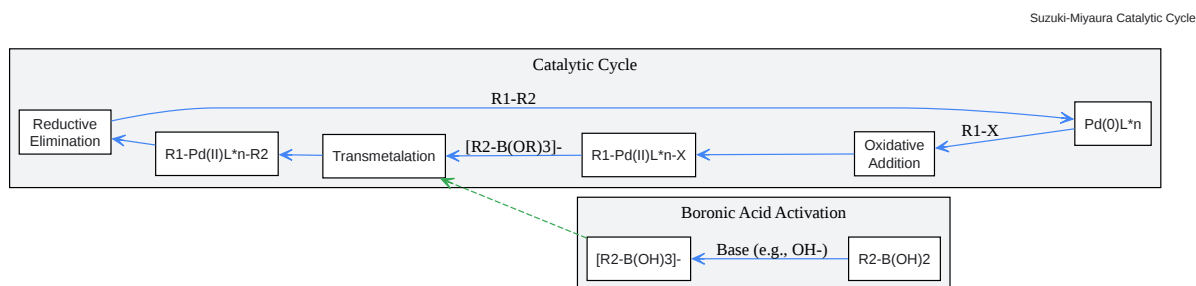 Suzuki-Miyaura Catalytic Cycle
Catalytic Cycle
R1-R2
Reductive
Elimination
R1-Pd(II)L*n-R2
Transmetalation
[R2-B(OR)3]-
R1-Pd(II)L*n-X
Oxidative
Addition
R1-X
Pd(0)L*n
Boronic Acid Activation
[R2-B(OH)3]-
Base (e.g., OH-)
R2-B(OH)2